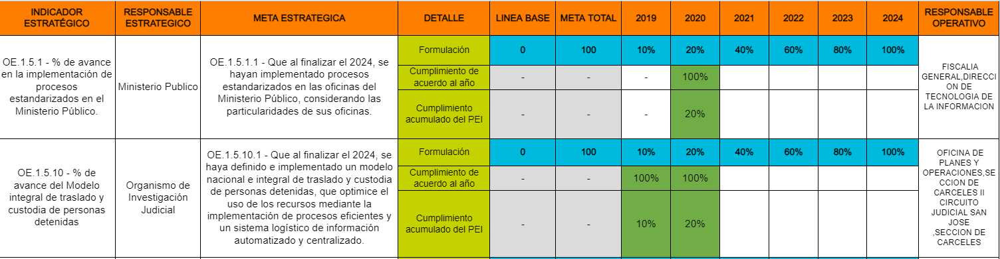 INDICADOR
ESTRATÉGICO
RESPONSABLE
ESTRATEGICO
META ESTRATEGICA
DETALLE
LINEA BASE
META TOTAL
2019
2020
2021
2022
2023
2024
RESPONSABLE
OPERATIVO
OE.1.5.1 - % de avance
en la implementación de
procesos
estandarizados en el
Ministerio Público.
Ministerio Publico
OE.1.5.1.1 - Que al finalizar el 2024, se
hayan implementado procesos
estandarizados en las oficinas del
Ministerio Público, considerando las
particularidades de sus oficinas.
Formulación
0
100
10%
20%
40%
60%
80%
100%
Cumplimiento de
acuerdo al año
-
-
-
100%
Cumplimiento
acumulado del PEI
-
-
-
20%
FISCALIA
GENERAL,DIRECCI
ON DE
TECNOLOGIA DE
LA INFORMACION
OE.1.5.10 - % de
avance del Modelo
integral de traslado y
custodia de personas
detenidas
Organismo de
Investigación
Judicial
OE.1.5.10.1 - Que al finalizar el 2024, se
haya definido e implementado un modelo
nacional e integral de traslado y custodia
de personas detenidas, que optimice el
uso de los recursos mediante la
implementación de procesos eficientes y
un sistema logístico de información
automatizado y centralizado.
Formulación
0
100
10%
20%
40%
60%
80%
100%
Cumplimiento de
acuerdo al año
-
-
100%
100%
Cumplimiento
acumulado del PEI
-
-
10%
20%
OFICINA DE
PLANES Y
OPERACIONES,SE
CCION DE
CARCELES II
CIRCUITO
JUDICIAL SAN
JOSE
,SECCION DE
CARCELES